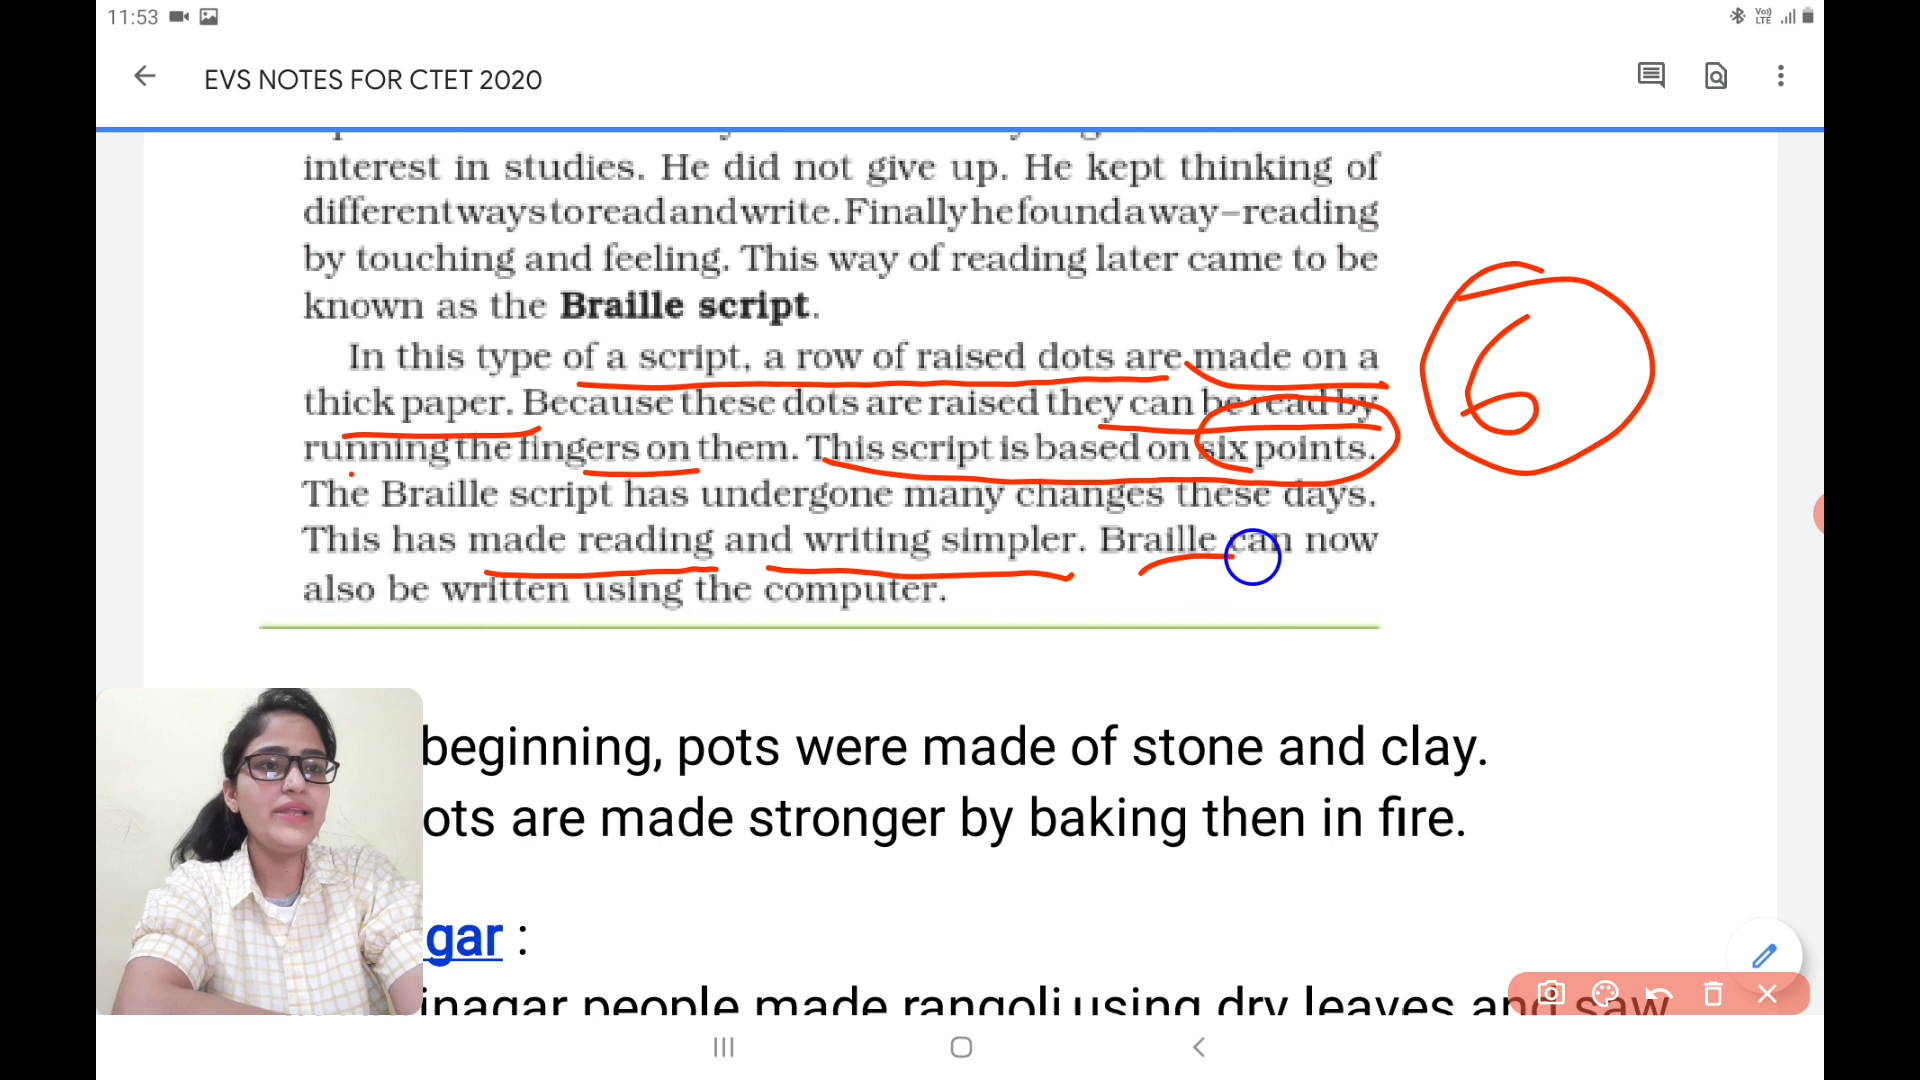 11:53
Vo)) LTE
EVS NOTES FOR CTET 2020
interest in studies. He did not give up. He kept thinking of
different ways to read and write. Finally he found a way–reading
by touching and feeling. This way of reading later came to be
known as the Braille script.
In this type of a script, a row of raised dots are made on a
thick paper. Because these dots are raised they can be read by
running the fingers on them. This script is based on six points.
6
The Braille script has undergone many changes these days.
This has made reading and writing simpler. Braille can now
also be written using the computer.
beginning, pots were made of stone and clay.
ots are made stronger by baking then in fire.
gar :
inagar people made rangoli using dry leaves and saw